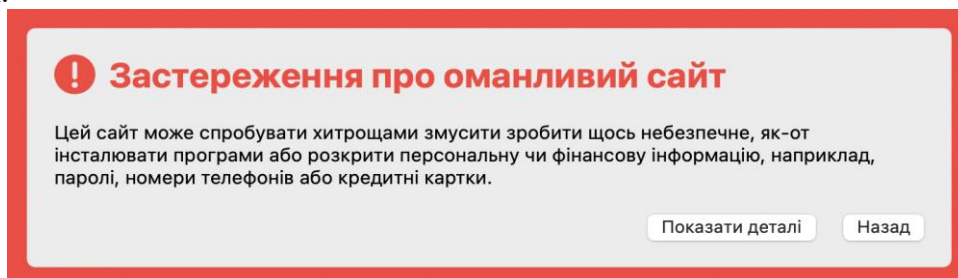 Застереження про оманливий сайт
Цей сайт може спробувати хитрощами змусити зробити щось небезпечне, як-от
інсталювати програми або розкрити персональну чи фінансову інформацію, наприклад,
паролі, номери телефонів або кредитні картки.
Показати деталі Назад